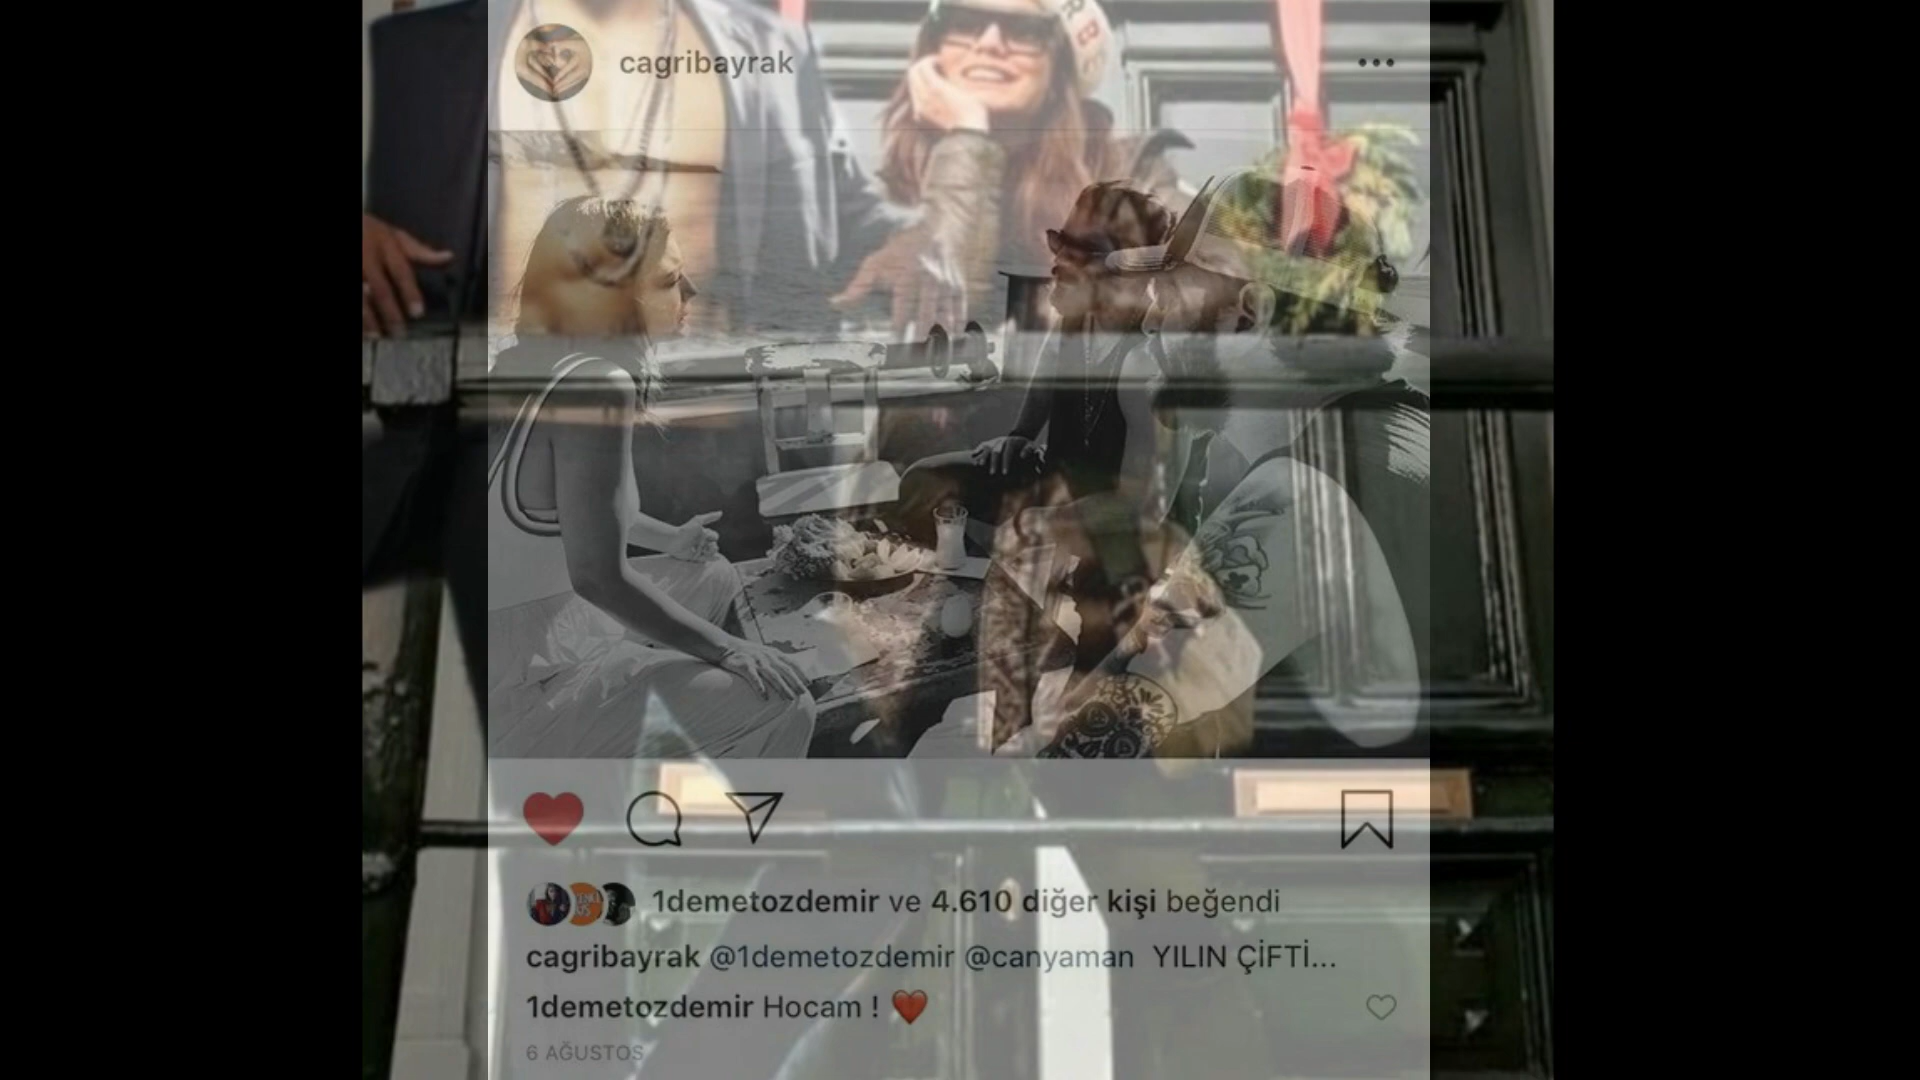 cagribayrak
1demetozdemir ve 4.610 diğer kişi beğendi
cagribayrak @1demetozdemir @canyaman YILIN ÇİFTİ...
1demetozdemir Hocam ! ❤️
6 AĞUSTOS